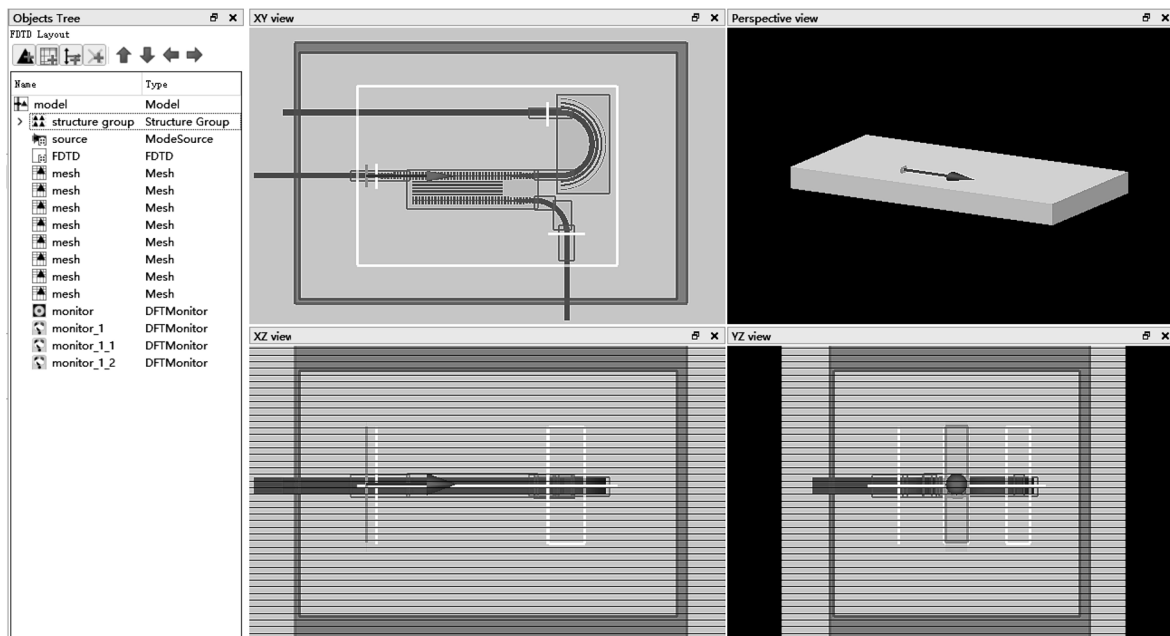 Objects Tree
FDTD Layout
Name Type
model Model
structure group Structure Group
source ModeSource
FDTD FDTD
mesh Mesh
mesh Mesh
mesh Mesh
mesh Mesh
mesh Mesh
mesh Mesh
mesh Mesh
mesh Mesh
monitor DFTMonitor
monitor_1 DFTMonitor
monitor_1_1 DFTMonitor
monitor_1_2 DFTMonitor
XY view
Perspective view
XZ view
YZ view